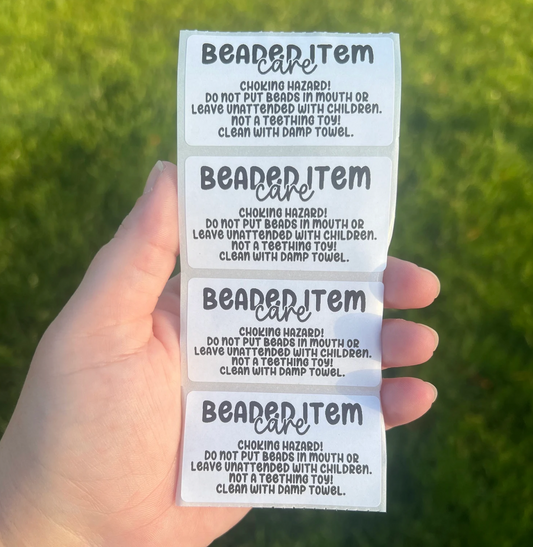 BEADED ITEM
care
CHOKING HAZARD!
DO NOT PUT BEADS IN MOUTH OR
LEAVE UNATTENDED WITH CHILDREN.
NOT A TEETHING TOY!
CLEAN WITH DAMP TOWEL.
BEADED ITEM
care
CHOKING HAZARD!
DO NOT PUT BEADS IN MOUTH OR
LEAVE UNATTENDED WITH CHILDREN.
NOT A TEETHING TOY!
CLEAN WITH DAMP TOWEL.
BEADED ITEM
care
CHOKING HAZARD!
DO NOT PUT BEADS IN MOUTH OR
LEAVE UNATTENDED WITH CHILDREN.
NOT A TEETHING TOY!
CLEAN WITH DAMP TOWEL.
BEADED ITEM
care
CHOKING HAZARD!
DO NOT PUT BEADS IN MOUTH OR
LEAVE UNATTENDED WITH CHILDREN.
NOT A TEETHING TOY!
CLEAN WITH DAMP TOWEL.